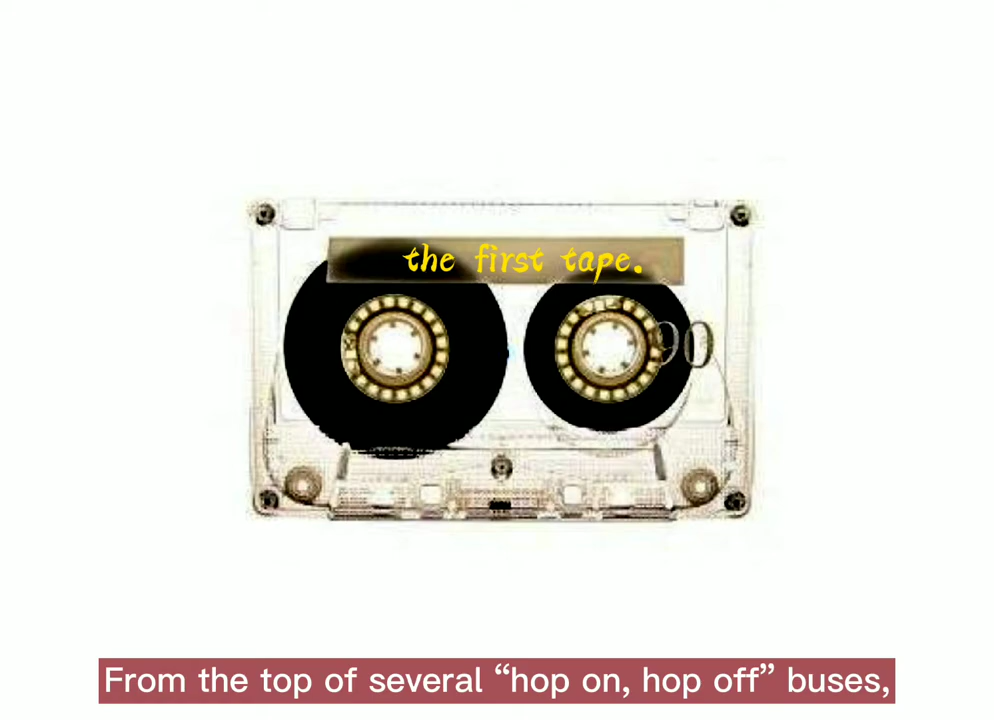 the first tape.
90
From the top of several “hop on, hop off” buses,